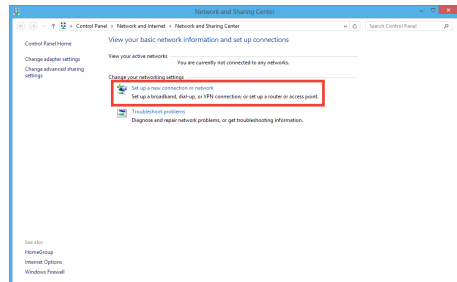 Network and Sharing Center
Control Panel ▸ Network and Internet ▸ Network and Sharing Center
Search Control Panel
Control Panel Home
Change adapter settings
Change advanced sharing
settings
View your basic network information and set up connections
View your active networks
You are currently not connected to any networks.
Change your networking settings
Set up a new connection or network
Set up a broadband, dial-up, or VPN connection; or set up a router or access point.
Troubleshoot problems
Diagnose and repair network problems, or get troubleshooting information.
See also
HomeGroup
Internet Options
Windows Firewall